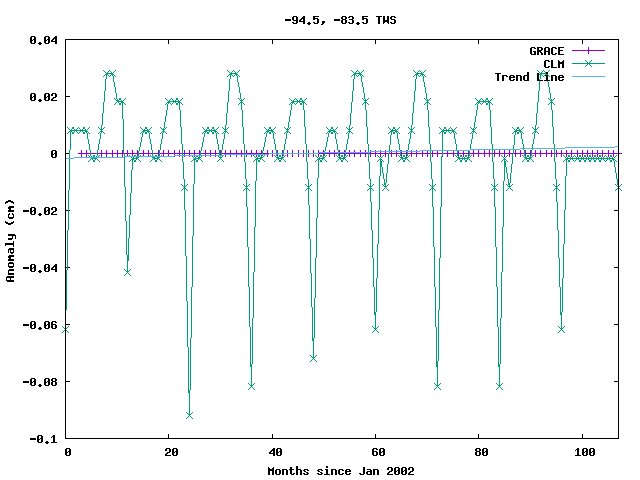 -94.5, -83.5 TWS
GRACE
CLM
Trend Line
0.04
0.02
0
-0.02
-0.04
-0.06
-0.08
-0.1
Anomaly (cm)
0 20 40 60 80 100
Months since Jan 2002